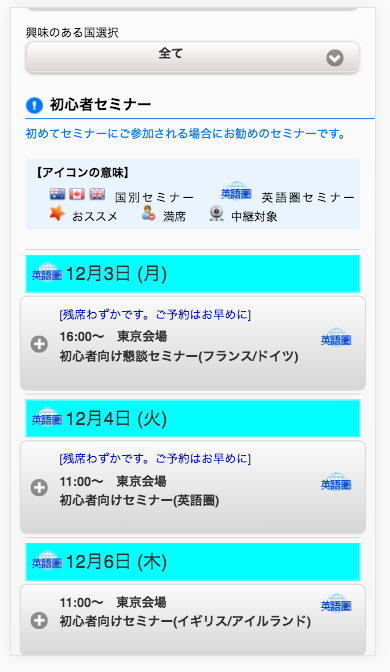 興味のある国選択
全て
初心者セミナー
初めてセミナーにご参加される場合にお勧めのセミナーです。
【アイコンの意味】
国別セミナー 英語圏 英語圏セミナー
おススメ 満席 中継対象
英語圏 12月3日 (月)
[残席わずかです。ご予約はお早めに]
16:00〜 東京会場 英語圏
初心者向け懇談セミナー(フランス/ドイツ)
英語圏 12月4日 (火)
[残席わずかです。ご予約はお早めに]
11:00〜 東京会場 英語圏
初心者向けセミナー(英語圏)
英語圏 12月6日 (木)
11:00〜 東京会場 英語圏
初心者向けセミナー(イギリス/アイルランド)